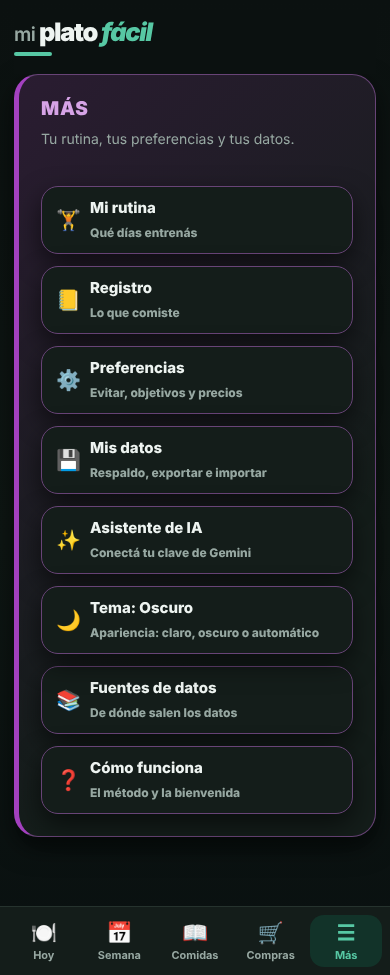 mi plato fácil
MÁS
Tu rutina, tus preferencias y tus datos.
Mi rutina
Qué días entrenás
Registro
Lo que comiste
Preferencias
Evitar, objetivos y precios
Mis datos
Respaldo, exportar e importar
Asistente de IA
Conectá tu clave de Gemini
Tema: Oscuro
Apariencia: claro, oscuro o automático
Fuentes de datos
De dónde salen los datos
Cómo funciona
El método y la bienvenida
Hoy
Semana
Comidas
Compras
Más